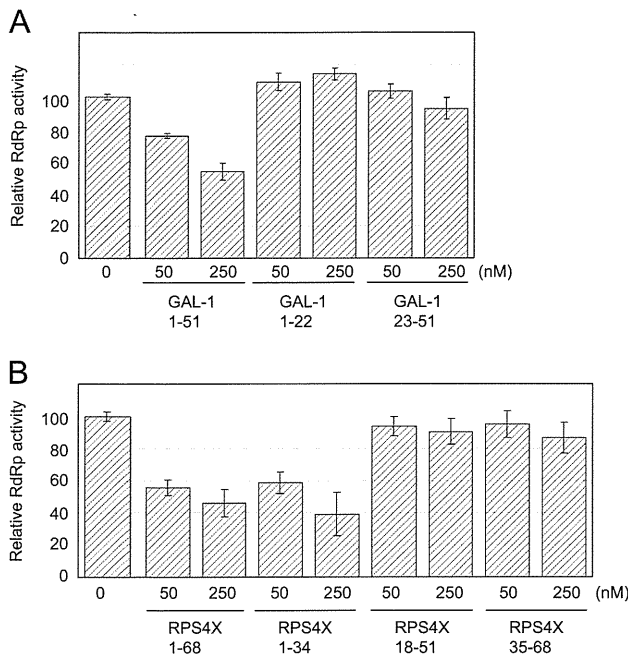 A
Relative RdRp activity
100
80
60
40
20
0
0 50 250 50 250 50 250 (nM)
GAL-1 GAL-1 GAL-1
1-51 1-22 23-51
B
Relative RdRp activity
100
80
60
40
20
0
0 50 250 50 250 50 250 50 250 (nM)
RPS4X RPS4X RPS4X RPS4X
1-68 1-34 18-51 35-68